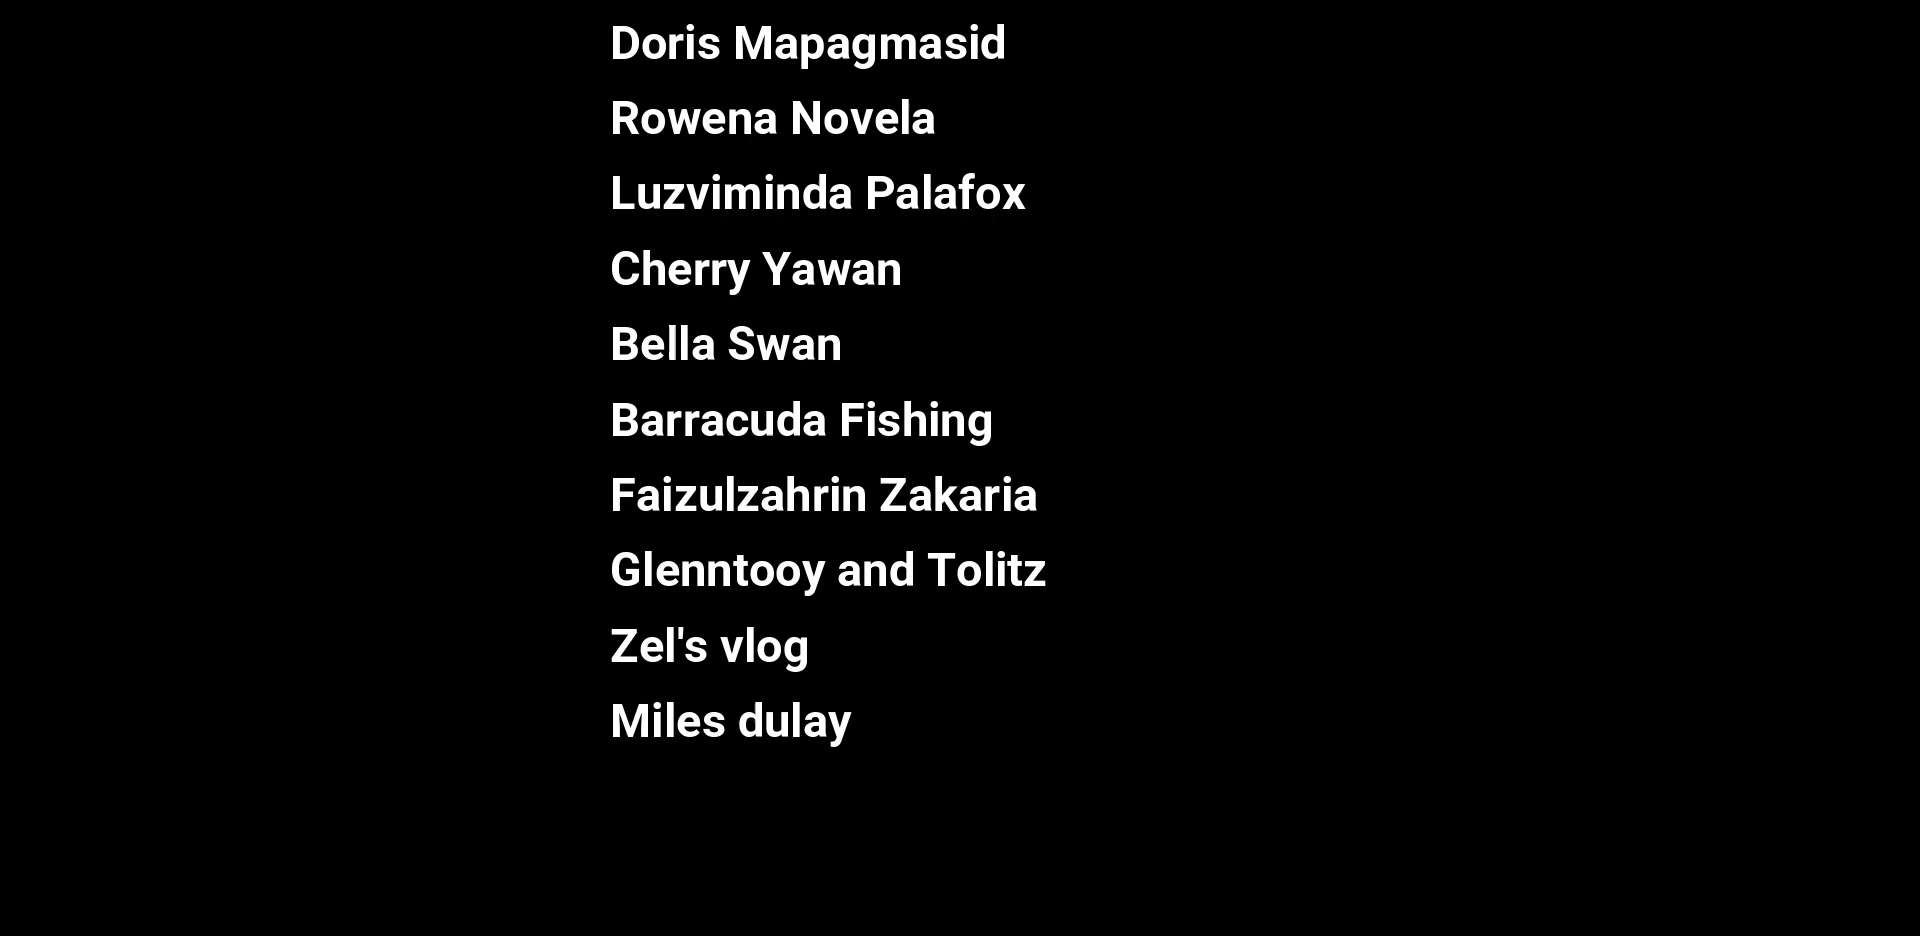 Doris Mapagmasid
Rowena Novela
Luzviminda Palafox
Cherry Yawan
Bella Swan
Barracuda Fishing
Faizulzahrin Zakaria
Glenntooy and Tolitz
Zel's vlog
Miles dulay